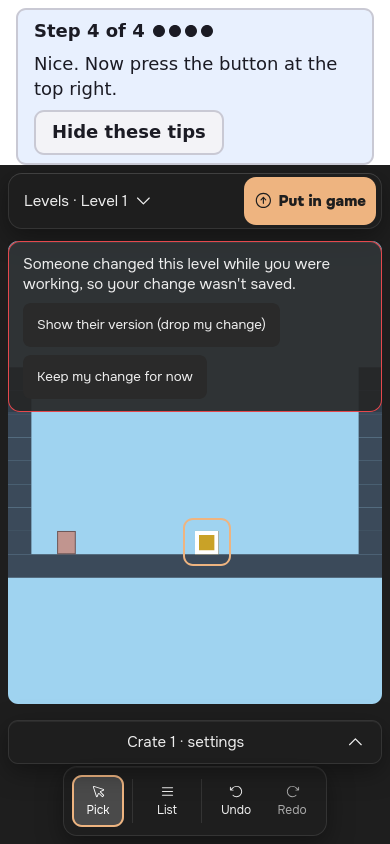 Step 4 of 4
Nice. Now press the button at the
top right.
Hide these tips
Levels · Level 1
Put in game
Someone changed this level while you were
working, so your change wasn't saved.
Show their version (drop my change)
Keep my change for now
Crate 1 · settings
Pick
List
Undo
Redo